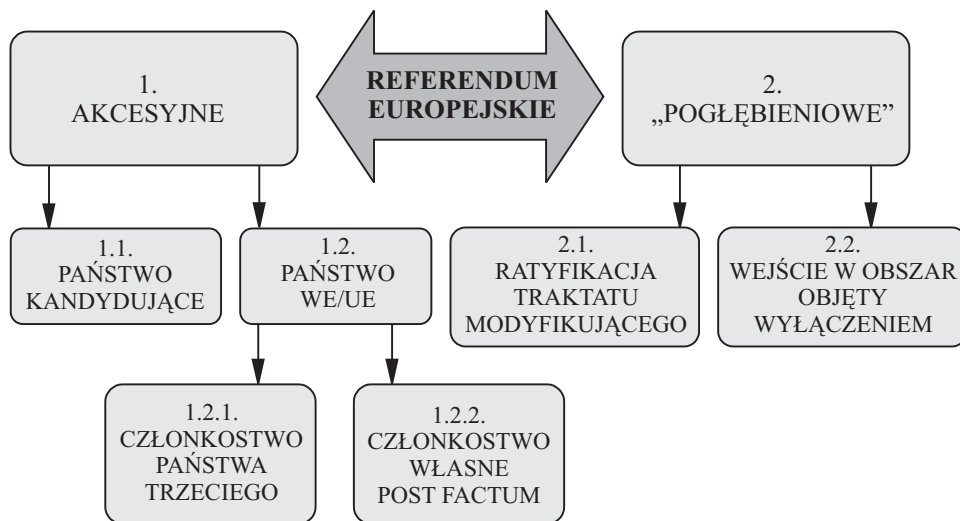 REFERENDUM
EUROPEJSKIE
1.
AKCESYJNE
2.
„POGŁĘBIENIOWE”
1.1.
PAŃSTWO
KANDYDUJĄCE
1.2.
PAŃSTWO
WE/UE
2.1.
RATYFIKACJA
TRAKTATU
MODYFIKUJĄCEGO
2.2.
WEJŚCIE W OBSZAR
OBJĘTY
WYŁĄCZENIEM
1.2.1.
CZŁONKOSTWO
PAŃSTWA
TRZECIEGO
1.2.2.
CZŁONKOSTWO
WŁASNE
POST FACTUM